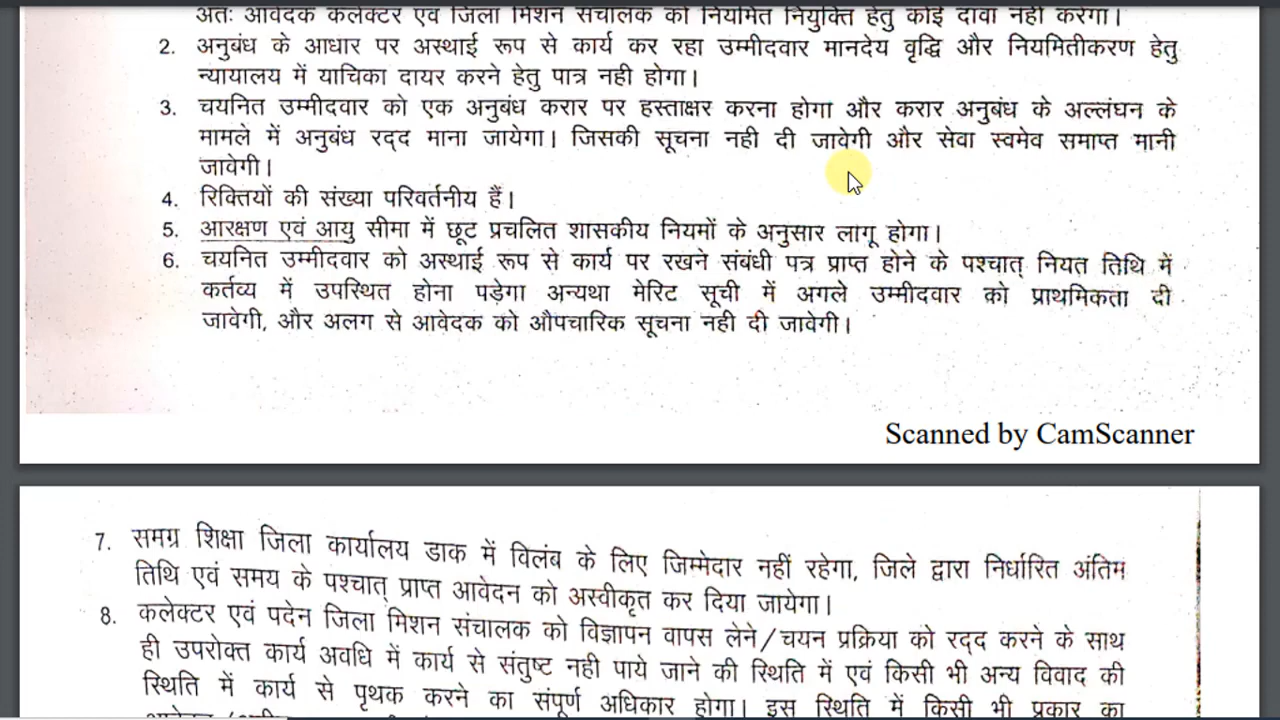 अतः आवेदक कलेक्टर एवं जिला मिशन संचालक को नियमित नियुक्ति हेतु कोई दावा नहीं करेगा।
2. अनुबंध के आधार पर अस्थाई रूप से कार्य कर रहा उम्मीदवार मानदेय वृद्धि और नियमितीकरण हेतु
न्यायालय में याचिका दायर करने हेतु पात्र नही होगा।
3. चयनित उम्मीदवार को एक अनुबंध करार पर हस्ताक्षर करना होगा और करार अनुबंध के अल्लंघन के
मामले में अनुबंध रद्द माना जायेगा। जिसकी सूचना नही दी जावेगी और सेवा स्वमेव समाप्त मानी
जावेगी।
4. रिक्तियों की संख्या परिवर्तनीय हैं।
5. आरक्षण एवं आयु सीमा में छूट प्रचलित शासकीय नियमों के अनुसार लागू होगा।
6. चयनित उम्मीदवार को अस्थाई रूप से कार्य पर रखने संबंधी पत्र प्राप्त होने के पश्चात् नियत तिथि में
कर्तव्य में उपस्थित होना पड़ेगा अन्यथा मेरिट सूची में अगले उम्मीदवार को प्राथमिकता दी
जावेगी, और अलग से आवेदक को औपचारिक सूचना नही दी जावेगी।
Scanned by CamScanner
7. समग्र शिक्षा जिला कार्यालय डाक में विलंब के लिए जिम्मेदार नहीं रहेगा, जिले द्वारा निर्धारित अंतिम
तिथि एवं समय के पश्चात् प्राप्त आवेदन को अस्वीकृत कर दिया जायेगा।
8. कलेक्टर एवं पदेन जिला मिशन संचालक को विज्ञापन वापस लेने/चयन प्रक्रिया को रद्द करने के साथ
ही उपरोक्त कार्य अवधि में कार्य से संतुष्ट नही पाये जाने की स्थिति में एवं किसी भी अन्य विवाद की
स्थिति में कार्य से पृथक करने का संपूर्ण अधिकार होगा। इस स्थिति में किसी भी प्रकार का